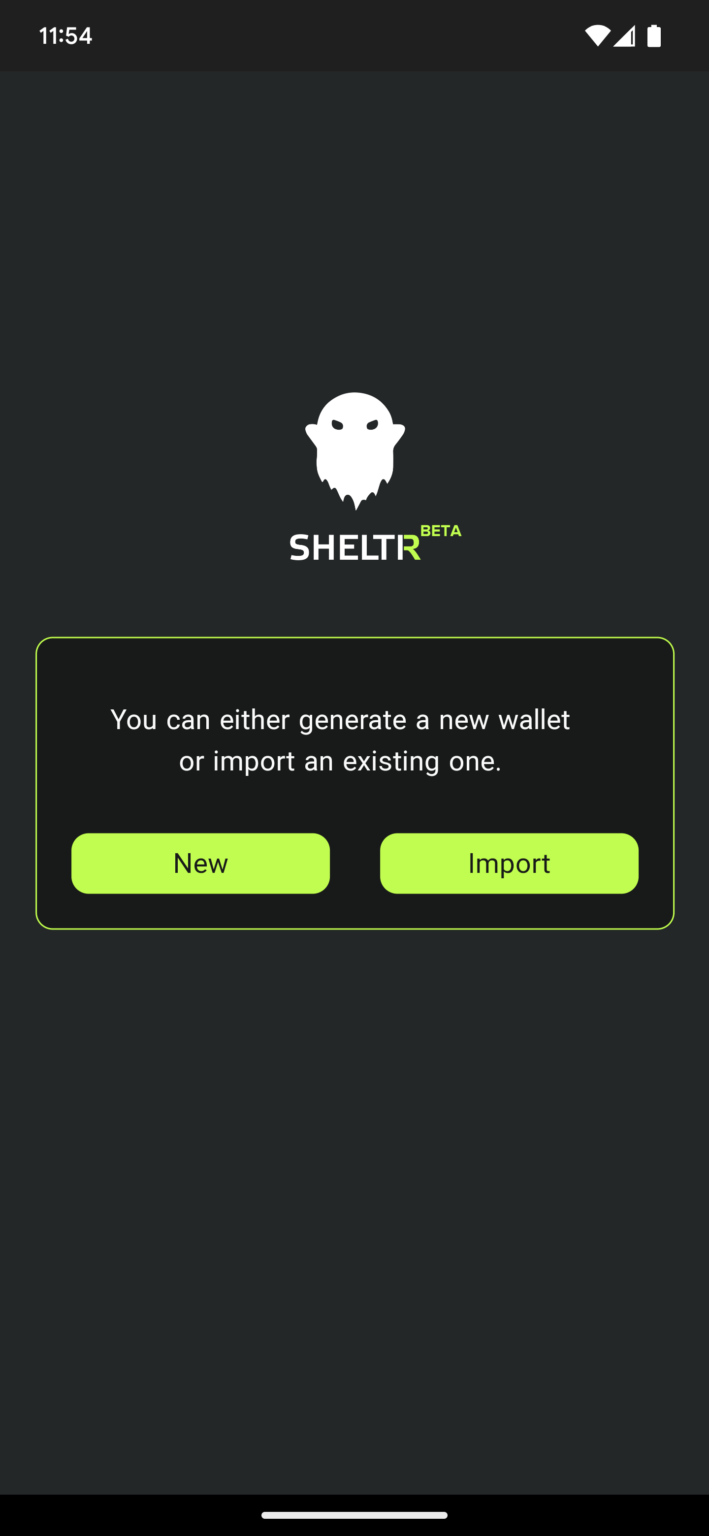 11:54
SHELTR BETA
You can either generate a new wallet
or import an existing one.
New
Import